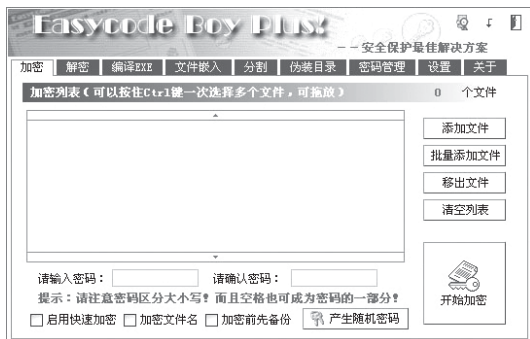 Easycode Boy Plus!
－－安全保护最佳解决方案
加密 解密 编译EXE 文件嵌入 分割 伪装目录 密码管理 设置 关于
加密列表(可以按住Ctrl键一次选择多个文件，可拖放) 0 个文件
添加文件
批量添加文件
移出文件
清空列表
请输入密码： 请确认密码：
提示：请注意密码区分大小写！而且空格也可成为密码的一部分！
开始加密
启用快速加密 加密文件名 加密前先备份 产生随机密码